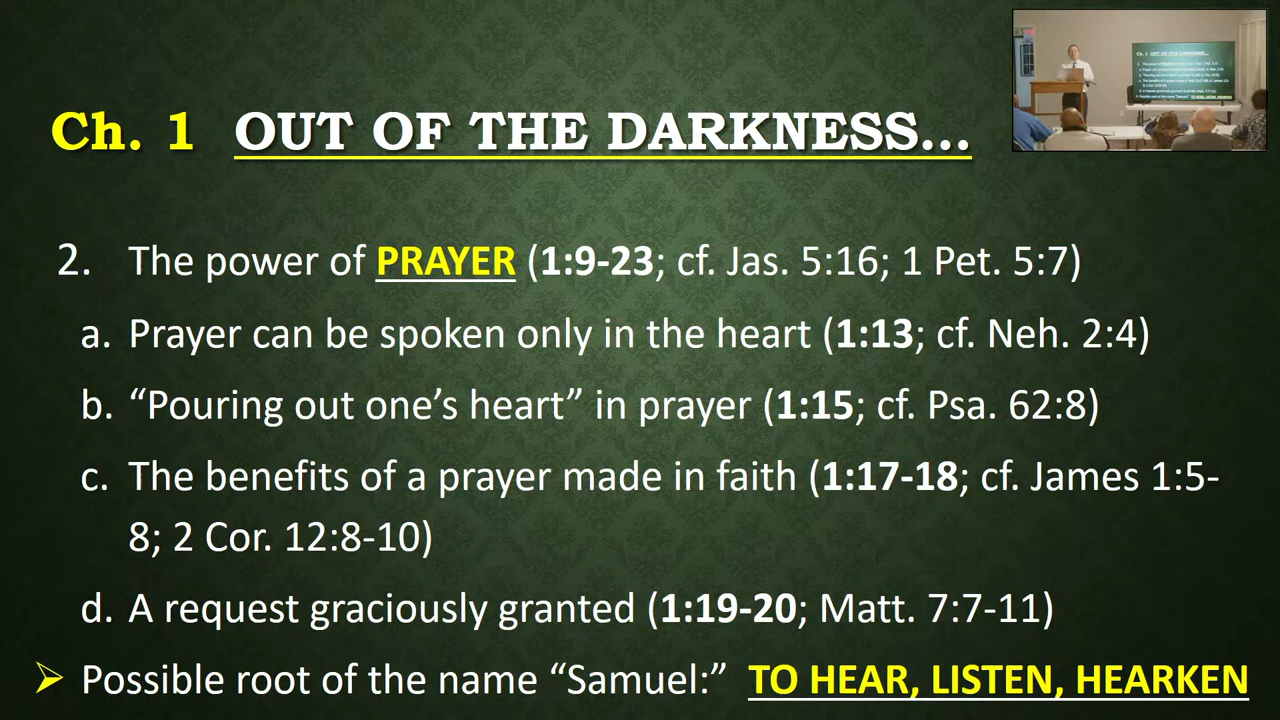 Ch. 1 OUT OF THE DARKNESS…
2. The power of PRAYER (1:9-23; cf. Jas. 5:16; 1 Pet. 5:7)
a. Prayer can be spoken only in the heart (1:13; cf. Neh. 2:4)
b. “Pouring out one’s heart” in prayer (1:15; cf. Psa. 62:8)
c. The benefits of a prayer made in faith (1:17-18; cf. James 1:5-
8; 2 Cor. 12:8-10)
d. A request graciously granted (1:19-20; Matt. 7:7-11)
➢ Possible root of the name “Samuel:” TO HEAR, LISTEN, HEARKEN